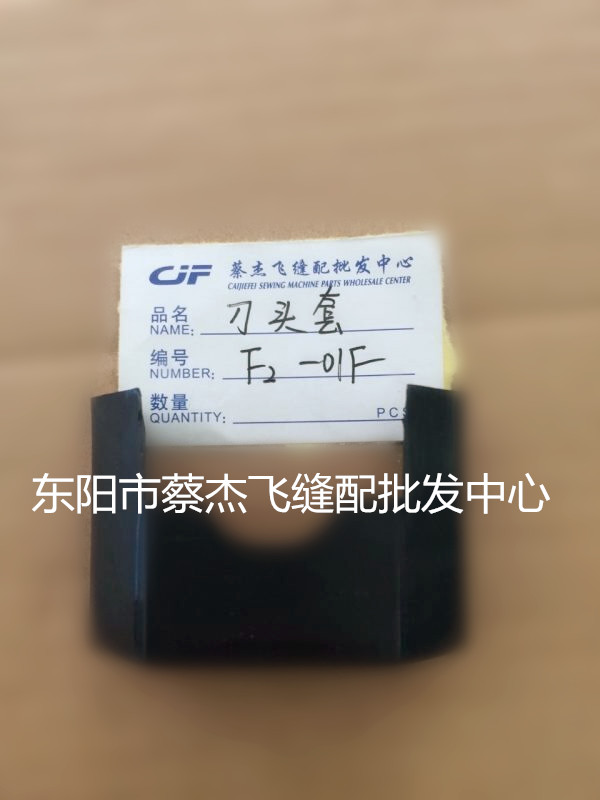 CJF 蔡杰飞缝配批发中心
CAIJIEFEI SEWING MACHINE PARTS WHOLESALE CENTER
品名
NAME: 刃头套
编号
NUMBER: F2-01F
数量
QUANTITY: PCS
东阳市蔡杰飞缝配批发中心